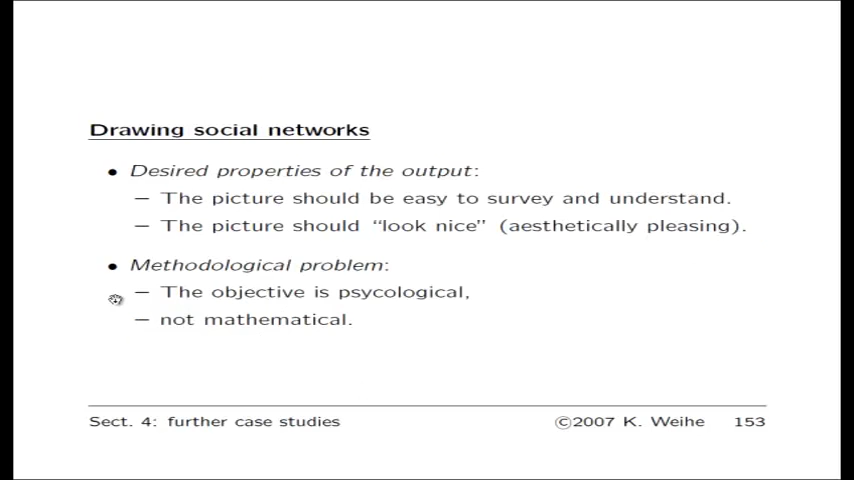 Drawing social networks
• Desired properties of the output:
– The picture should be easy to survey and understand.
– The picture should “look nice” (aesthetically pleasing).
• Methodological problem:
– The objective is psycological,
– not mathematical.
Sect. 4: further case studies ©2007 K. Weihe 153